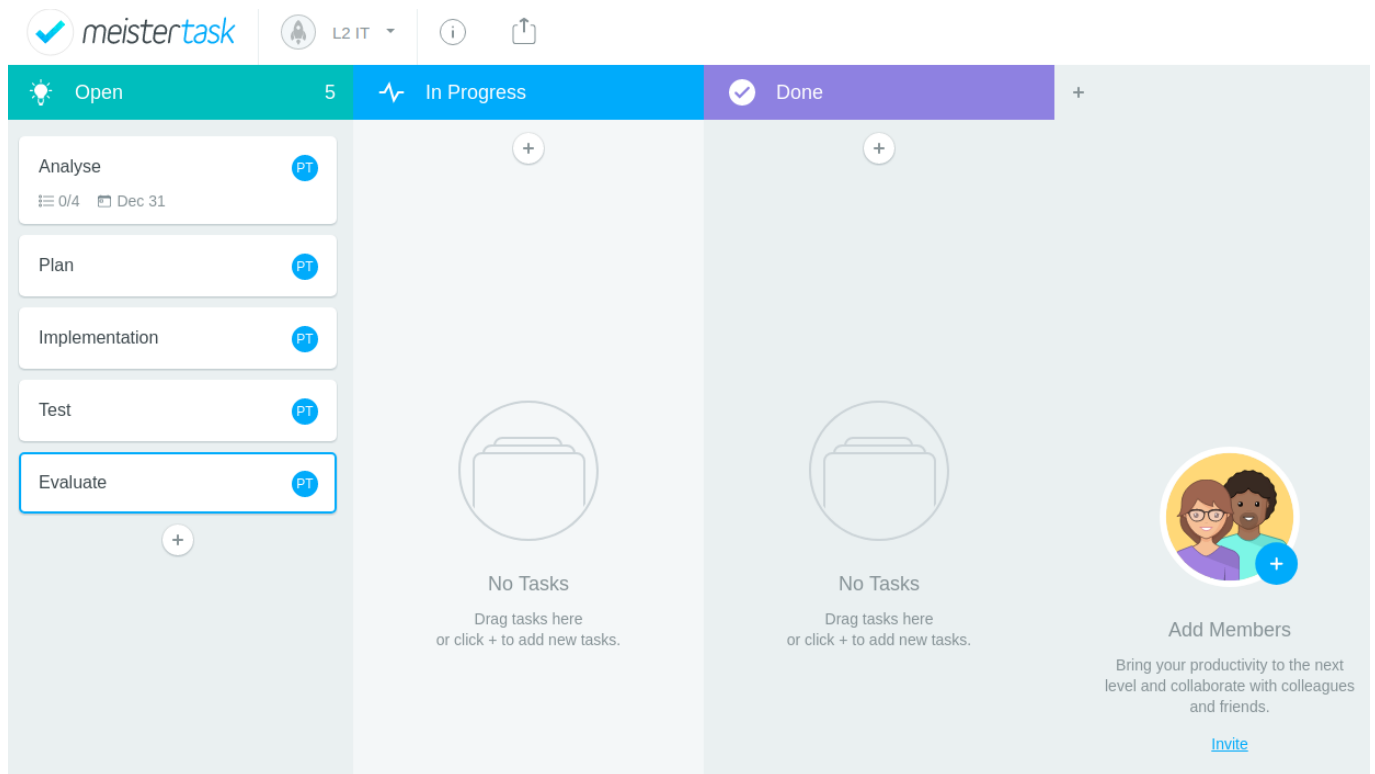 meistertask
L2 IT
Open 5
In Progress
Done
+
Analyse PT
0/4 Dec 31
Plan PT
Implementation PT
Test PT
Evaluate PT
+
+
No Tasks
Drag tasks here
or click + to add new tasks.
+
No Tasks
Drag tasks here
or click + to add new tasks.
+
Add Members
Bring your productivity to the next
level and collaborate with colleagues
and friends.
Invite